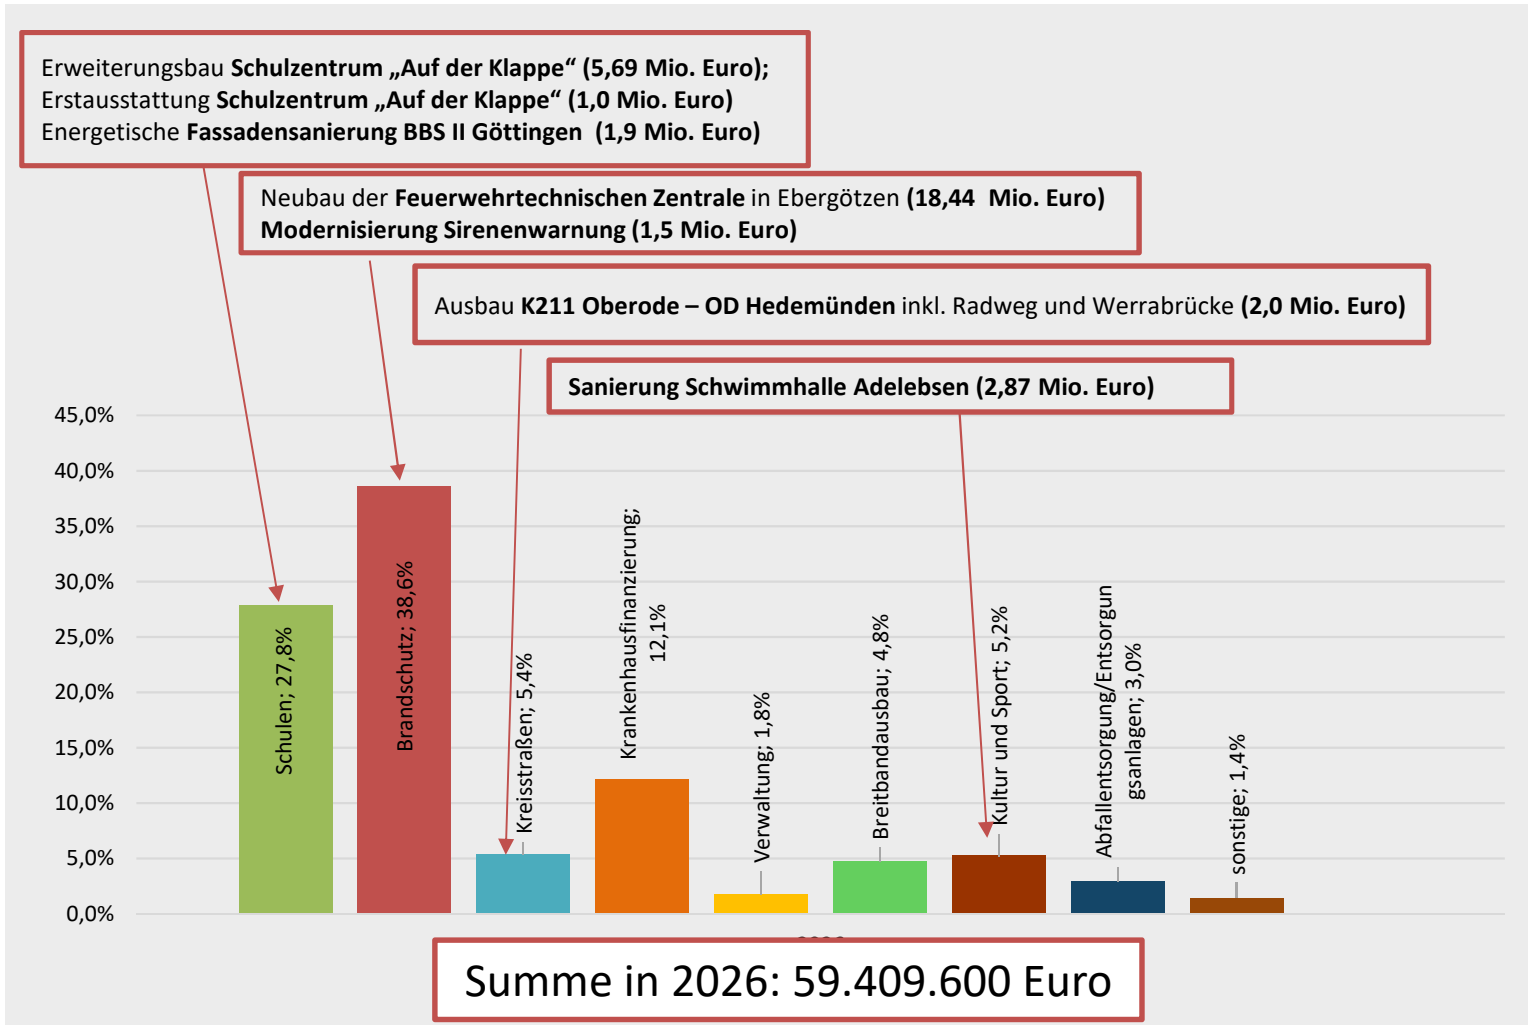 Erweiterungsbau Schulzentrum „Auf der Klappe“ (5,69 Mio. Euro);
Erstausstattung Schulzentrum „Auf der Klappe“ (1,0 Mio. Euro)
Energetische Fassadensanierung BBS II Göttingen (1,9 Mio. Euro)
Neubau der Feuerwehrtechnischen Zentrale in Ebergötzen (18,44 Mio. Euro)
Modernisierung Sirenenwarnung (1,5 Mio. Euro)
Ausbau K211 Oberode – OD Hedemünden inkl. Radweg und Werrabrücke (2,0 Mio. Euro)
Sanierung Schwimmhalle Adelebsen (2,87 Mio. Euro)
45,0%
40,0%
35,0%
30,0%
25,0%
20,0%
15,0%
10,0%
5,0%
0,0%
Schulen; 27,8%
Brandschutz; 38,6%
Kreisstraßen; 5,4%
Krankenhausfinanzierung;
12,1%
Verwaltung; 1,8%
Breitbandausbau; 4,8%
Kultur und Sport; 5,2%
Abfallentsorgung/Entsorgun
gsanlagen; 3,0%
sonstige; 1,4%
Summe in 2026: 59.409.600 Euro